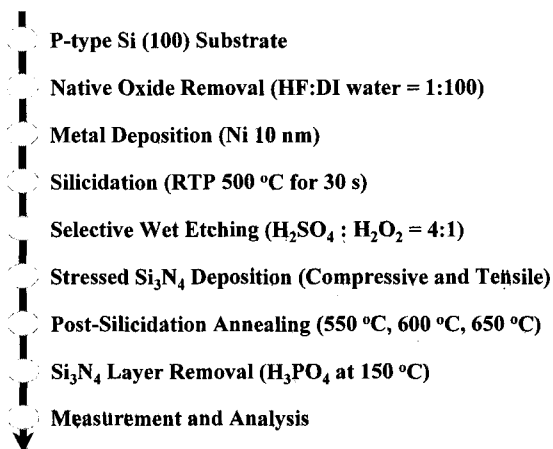 P-type Si (100) Substrate
Native Oxide Removal (HF:DI water = 1:100)
Metal Deposition (Ni 10 nm)
Silicidation (RTP 500 °C for 30 s)
Selective Wet Etching (H₂SO₄ : H₂O₂ = 4:1)
Stressed Si₃N₄ Deposition (Compressive and Tensile)
Post-Silicidation Annealing (550 °C, 600 °C, 650 °C)
Si₃N₄ Layer Removal (H₃PO₄ at 150 °C)
Measurement and Analysis